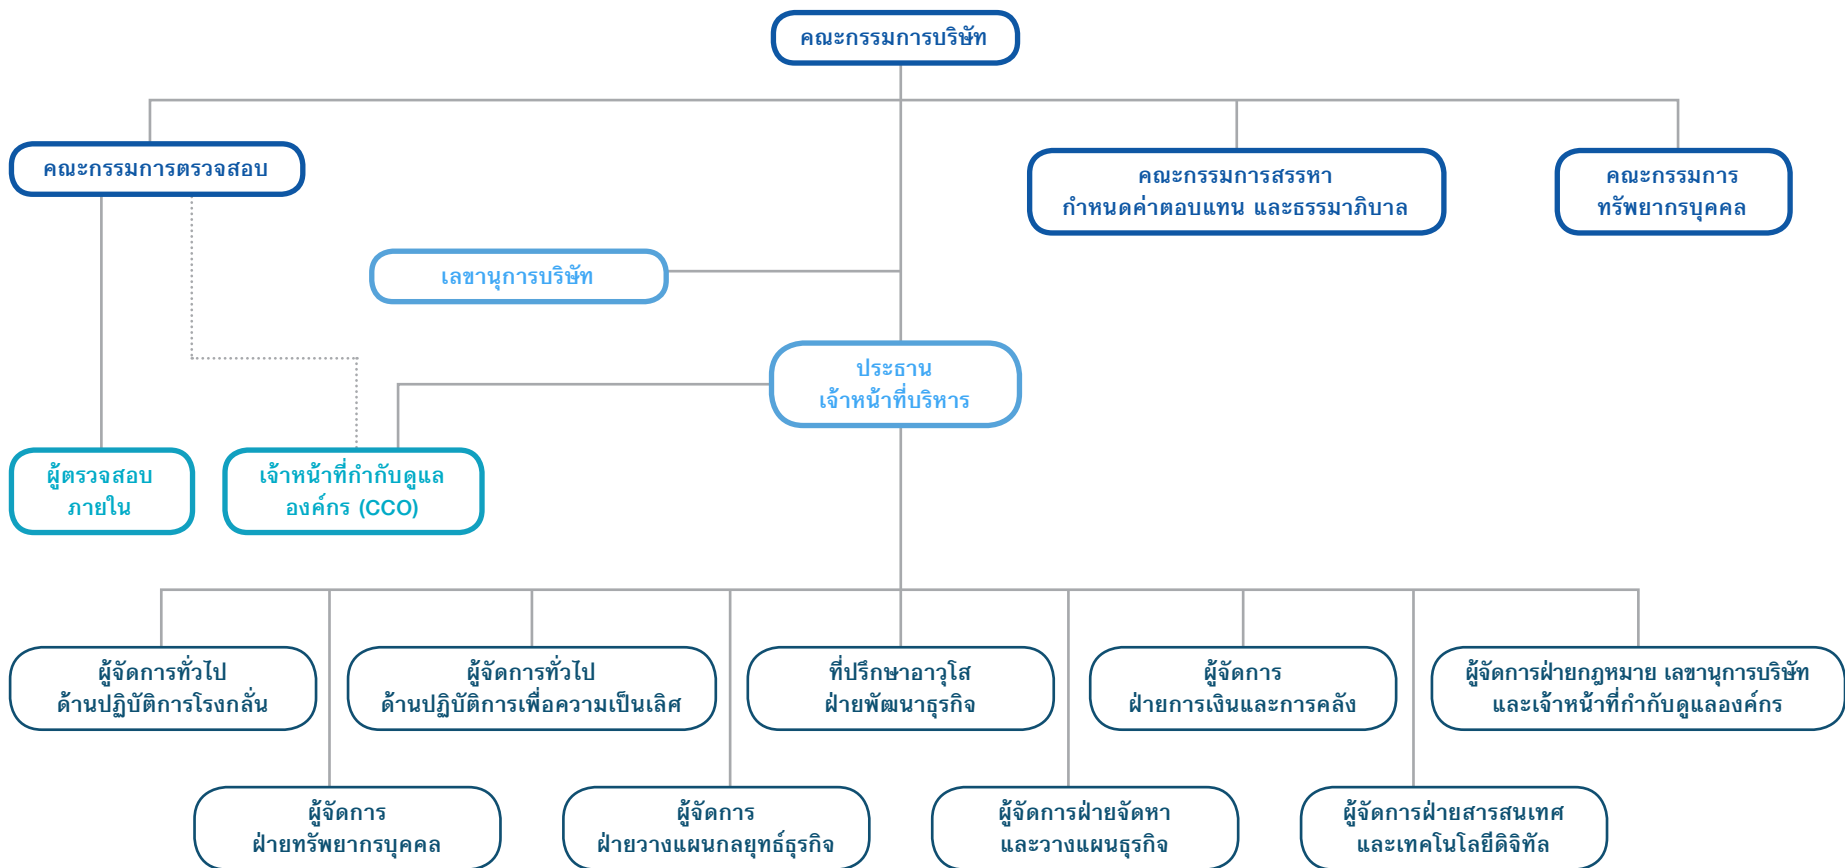 คณะกรรมการบริษัท
คณะกรรมการตรวจสอบ
คณะกรรมการสรรหา
กำหนดค่าตอบแทน และธรรมาภิบาล
คณะกรรมการ
ทรัพยากรบุคคล
เลขานุการบริษัท
ประธาน
เจ้าหน้าที่บริหาร
ผู้ตรวจสอบ
ภายใน
เจ้าหน้าที่กำกับดูแล
องค์กร (CCO)
ผู้จัดการทั่วไป
ด้านปฏิบัติการโรงกลั่น
ผู้จัดการทั่วไป
ด้านปฏิบัติการเพื่อความเป็นเลิศ
ที่ปรึกษาอาวุโส
ฝ่ายพัฒนาธุรกิจ
ผู้จัดการ
ฝ่ายการเงินและการคลัง
ผู้จัดการฝ่ายกฎหมาย เลขานุการบริษัท
และเจ้าหน้าที่กำกับดูแลองค์กร
ผู้จัดการ
ฝ่ายทรัพยากรบุคคล
ผู้จัดการ
ฝ่ายวางแผนกลยุทธ์ธุรกิจ
ผู้จัดการฝ่ายจัดหา
และวางแผนธุรกิจ
ผู้จัดการฝ่ายสารสนเทศ
และเทคโนโลยีดิจิทัล